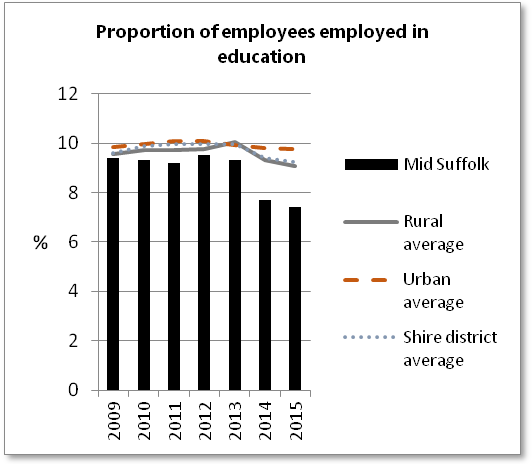 Proportion of employees employed in
education
12
10
8
6
4
2
0
%
2009
2010
2011
2012
2013
2014
2015
Mid Suffolk
Rural
average
Urban
average
Shire district
average